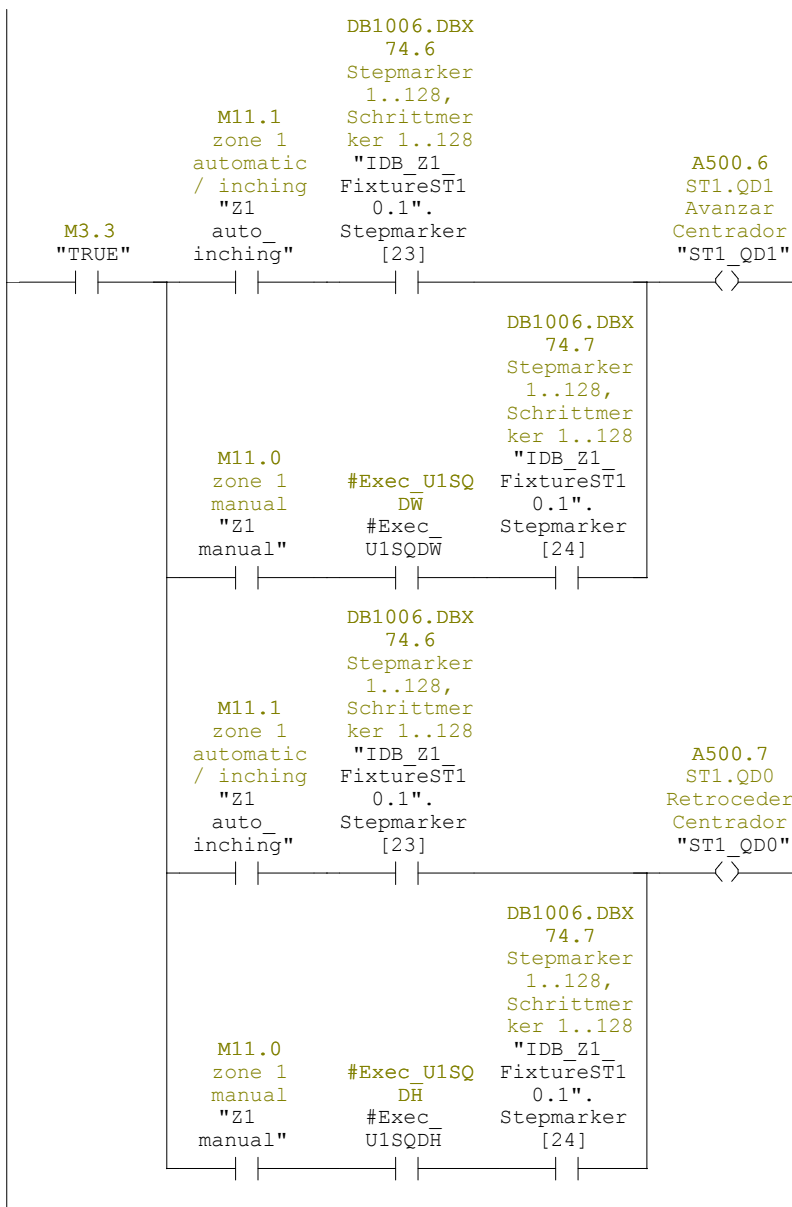 DB1006.DBX
74.6
Stepmarker
1..128,
Schrittmer
ker 1..128
"IDB_Z1_
FixtureST1
0.1".
Stepmarker
[23]
M11.1
zone 1
automatic
/ inching
"Z1
auto_
inching"
M3.3
"TRUE"
A500.6
ST1.QD1
Avanzar
Centrador
"ST1_QD1"
DB1006.DBX
74.7
Stepmarker
1..128,
Schrittmer
ker 1..128
"IDB_Z1_
FixtureST1
0.1".
Stepmarker
[24]
M11.0
zone 1
manual
"Z1
manual"
#Exec_U1SQ
DW
#Exec_
U1SQDW
DB1006.DBX
74.6
Stepmarker
1..128,
Schrittmer
ker 1..128
"IDB_Z1_
FixtureST1
0.1".
Stepmarker
[23]
M11.1
zone 1
automatic
/ inching
"Z1
auto_
inching"
A500.7
ST1.QD0
Retroceder
Centrador
"ST1_QD0"
DB1006.DBX
74.7
Stepmarker
1..128,
Schrittmer
ker 1..128
"IDB_Z1_
FixtureST1
0.1".
Stepmarker
[24]
M11.0
zone 1
manual
"Z1
manual"
#Exec_U1SQ
DH
#Exec_
U1SQDH